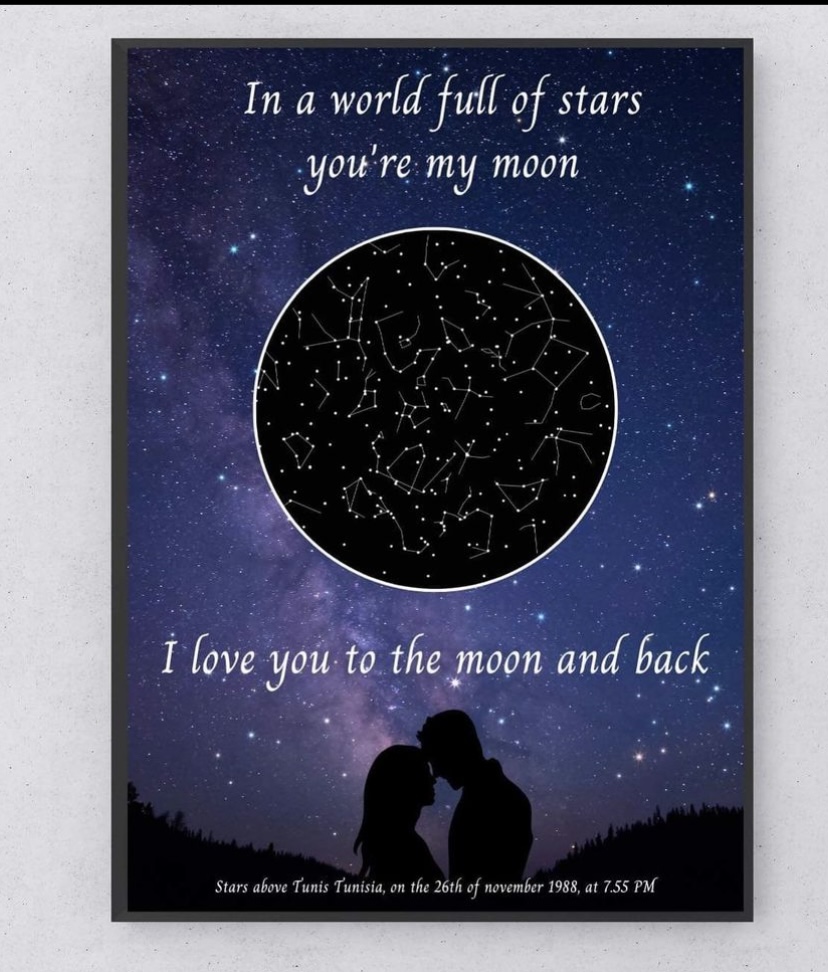 In a world full of stars
you're my moon
I love you to the moon and back
Stars above Tunis Tunisia, on the 26th of november 1988, at 7.55 PM